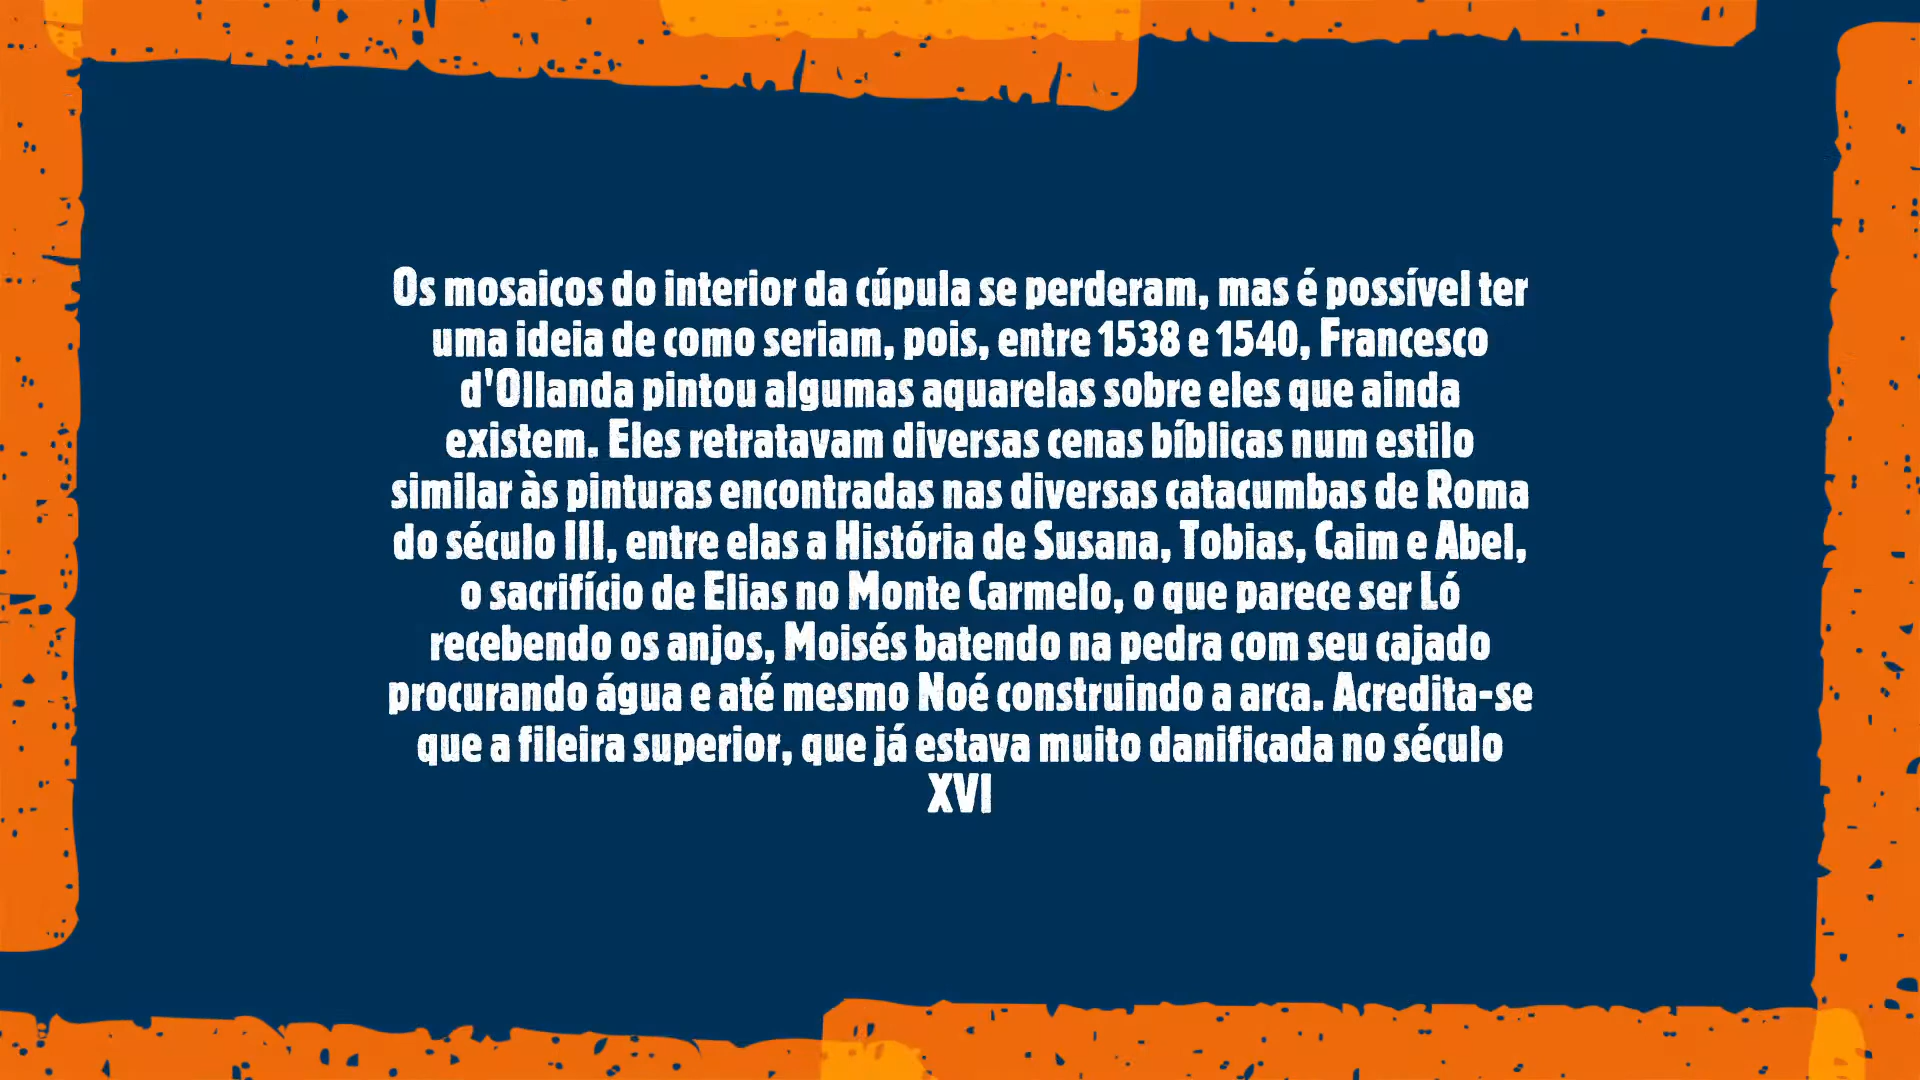 Os mosaicos do interior da cúpula se perderam, mas é possível ter
uma ideia de como seriam, pois, entre 1538 e 1540, Francesco
d'Ollanda pintou algumas aquarelas sobre eles que ainda
existem. Eles retratavam diversas cenas bíblicas num estilo
similar às pinturas encontradas nas diversas catacumbas de Roma
do século III, entre elas a História de Susana, Tobias, Caim e Abel,
o sacrifício de Elias no Monte Carmelo, o que parece ser Ló
recebendo os anjos, Moisés batendo na pedra com seu cajado
procurando água e até mesmo Noé construindo a arca. Acredita-se
que a fileira superior, que já estava muito danificada no século
XVI